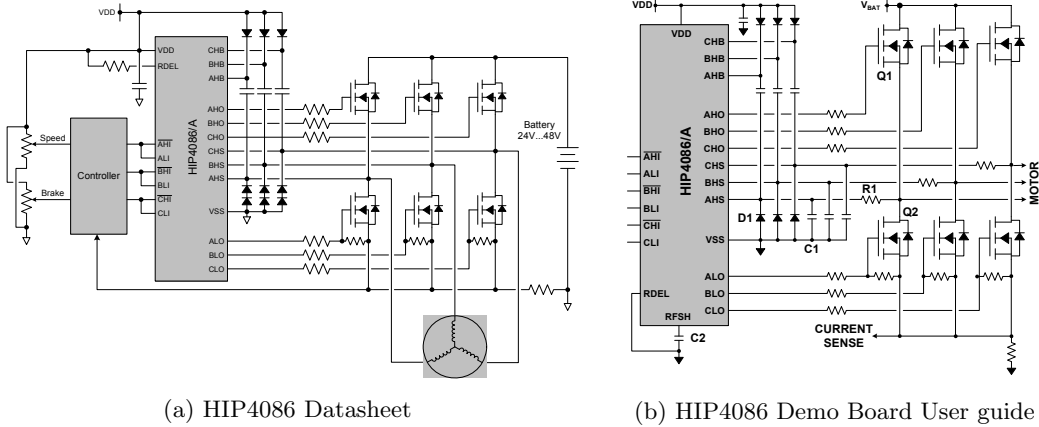 VDD
VDD
RDEL
CHB
BHB
AHB
AHO
BHO
CHO
CHS
BHS
AHS
VSS
ALO
BLO
CLO
HIP4086/A
AHI
ALI
BHI
BLI
CHI
CLI
Controller
Speed
Brake
Battery
24V...48V
(a) HIP4086 Datasheet
VDD
VDD
CHB
BHB
AHB
AHO
BHO
CHO
CHS
BHS
AHS
VSS
ALO
BLO
CLO
HIP4086/A
AHI
ALI
BHI
BLI
CHI
CLI
RDEL
RFSH
C2
D1
C1
R1
Q1
Q2
VBAT
MOTOR
CURRENT
SENSE
(b) HIP4086 Demo Board User guide